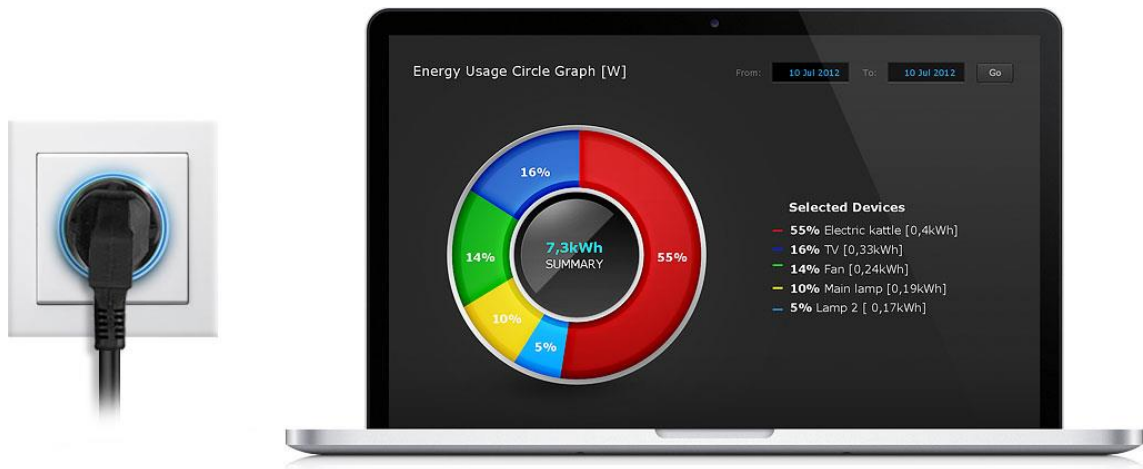 Energy Usage Circle Graph [W]
From: 10 Jul 2012 To: 10 Jul 2012 Go
16%
14%
55%
10%
5%
7,3kWh
SUMMARY
Selected Devices
55% Electric kattle [0,4kWh]
16% TV [0,33kWh]
14% Fan [0,24kWh]
10% Main lamp [0,19kWh]
5% Lamp 2 [ 0,17kWh]